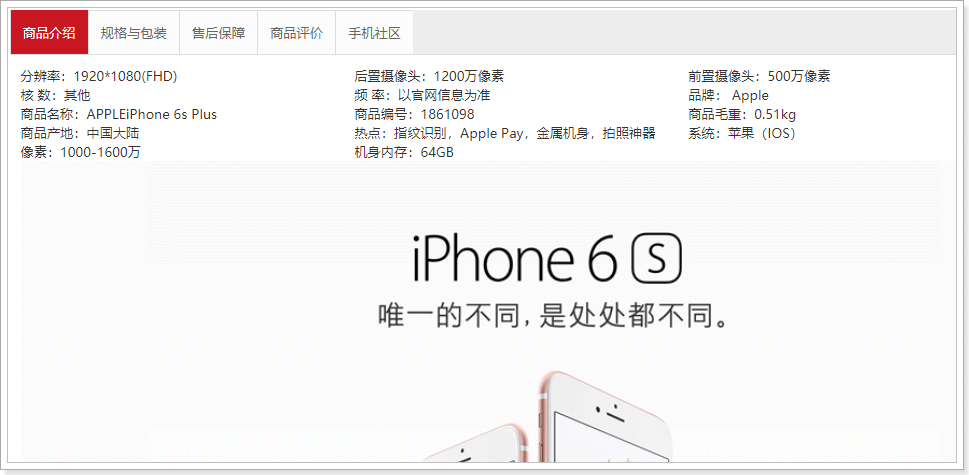 商品介绍 规格与包装 售后保障 商品评价 手机社区
分辨率：1920*1080(FHD) 后置摄像头：1200万像素 前置摄像头：500万像素
核 数：其他 频 率：以官网信息为准 品牌： Apple
商品名称：APPLEiPhone 6s Plus 商品编号：1861098 商品毛重：0.51kg
商品产地：中国大陆 热点：指纹识别，Apple Pay，金属机身，拍照神器 系统：苹果（IOS）
像素：1000-1600万 机身内存：64GB
iPhone 6 S
唯一的不同，是处处都不同。